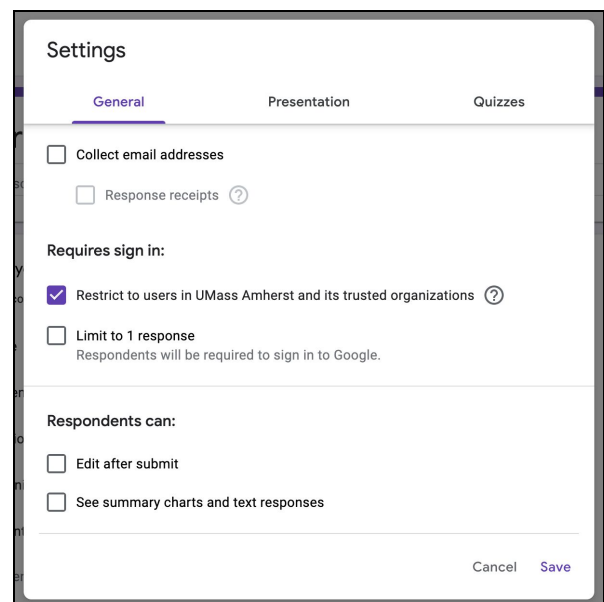 Settings
General Presentation Quizzes
Collect email addresses
Response receipts ?
Requires sign in:
Restrict to users in UMass Amherst and its trusted organizations ?
Limit to 1 response
Respondents will be required to sign in to Google.
Respondents can:
Edit after submit
See summary charts and text responses
Cancel Save